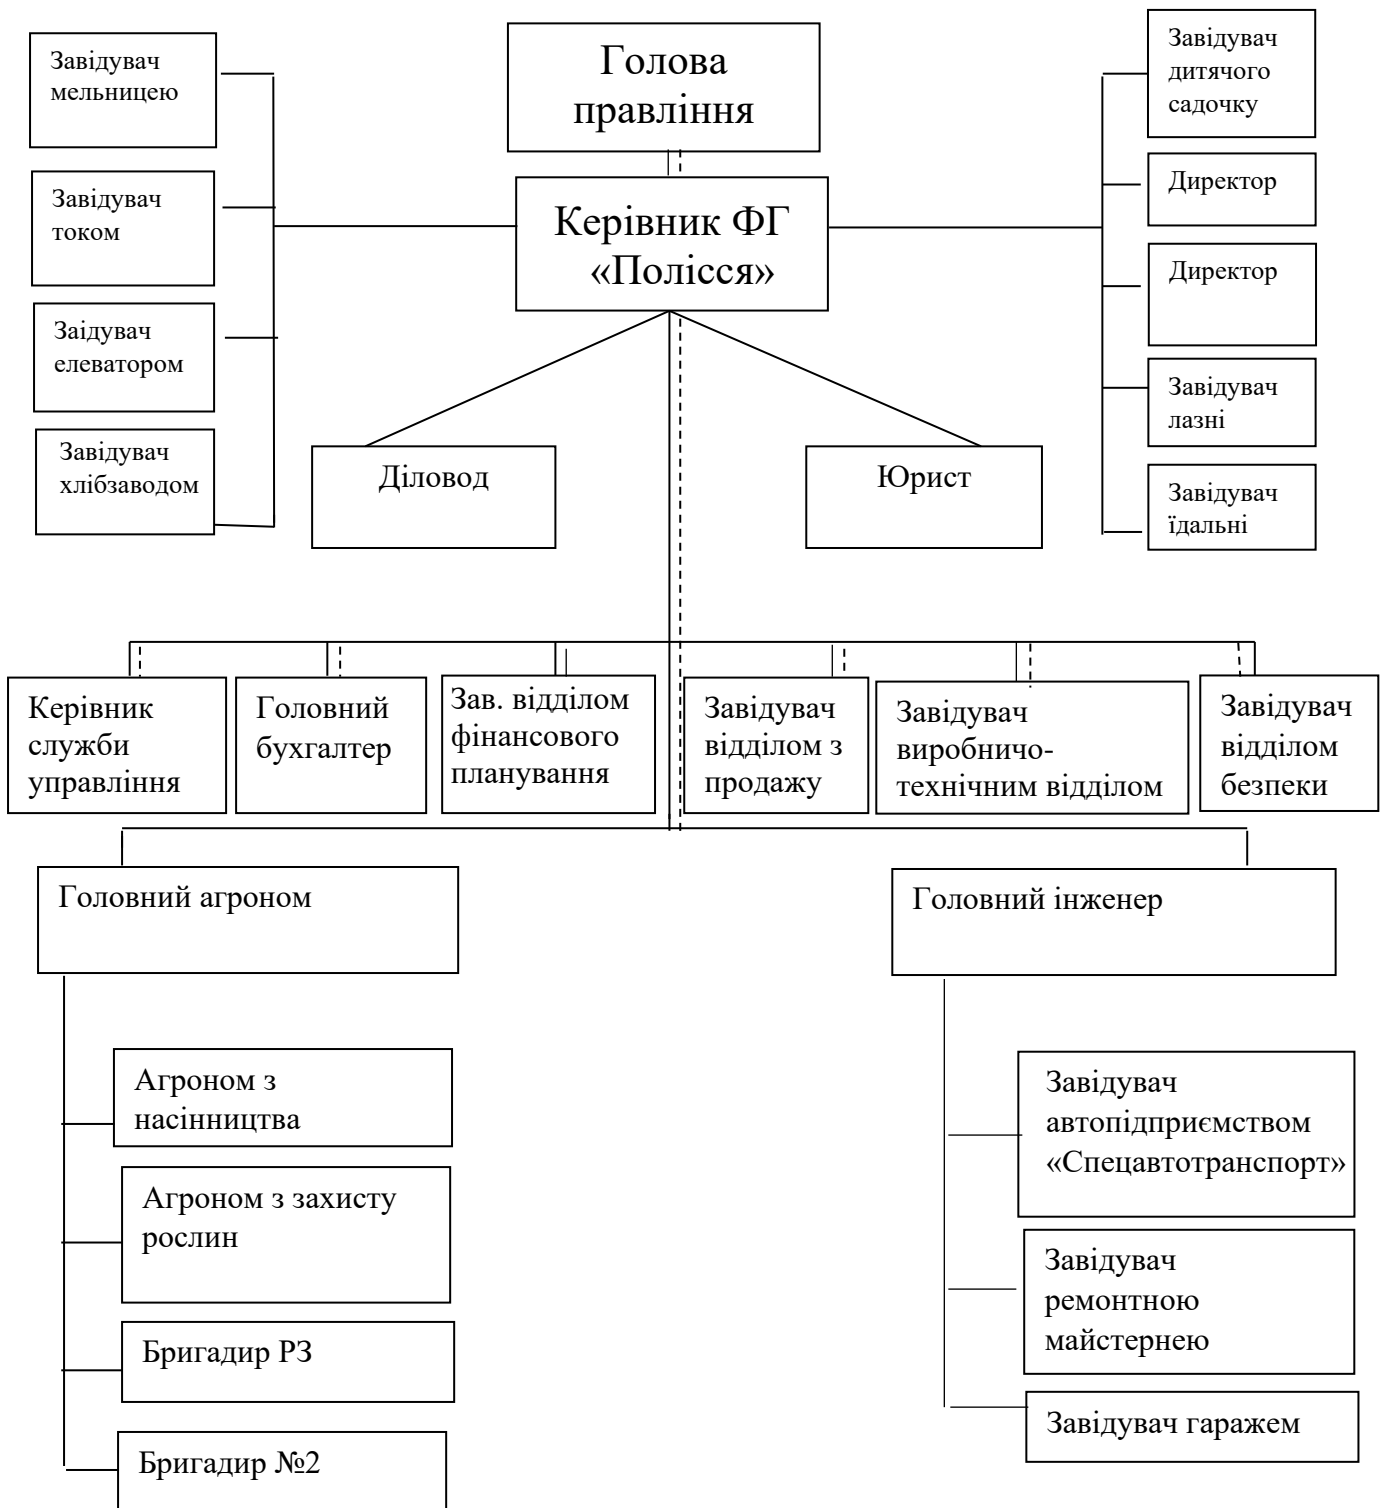 Голова
правління
Керівник ФГ
«Полісся»
Завідувач
мельницею
Завідувач
током
Заідувач
елеватором
Завідувач
хлібзаводом
Завідувач
дитячого
садочку
Директор
Директор
Завідувач
лазні
Завідувач
їдальні
Діловод
Юрист
Керівник
служби
управління
Головний
бухгалтер
Зав. відділом
фінансового
планування
Завідувач
відділом з
продажу
Завідувач
виробничо-
технічним відділом
Завідувач
відділом
безпеки
Головний агроном
Головний інженер
Агроном з
насінництва
Агроном з захисту
рослин
Бригадир РЗ
Бригадир №2
Завідувач
автопідприємством
«Спецавтотранспорт»
Завідувач
ремонтною
майстернею
Завідувач гаражем